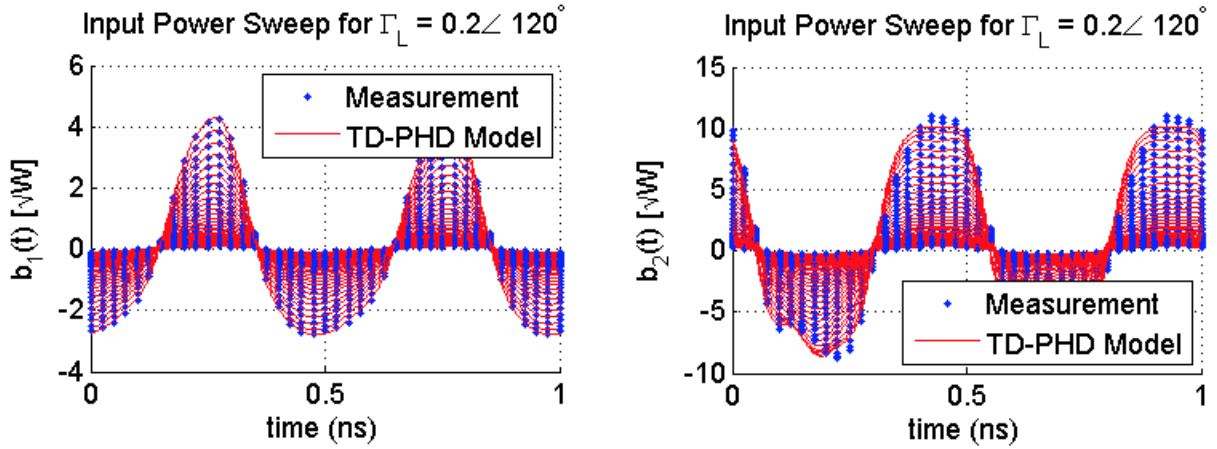 Input Power Sweep for Γ_L = 0.2∠ 120°
6
4
2
0
-2
-4
b₁(t) [√W]
Measurement
TD-PHD Model
0
0.5
1
time (ns)
Input Power Sweep for Γ_L = 0.2∠ 120°
15
10
5
0
-5
-10
b₂(t) [√W]
Measurement
TD-PHD Model
0
0.5
1
time (ns)